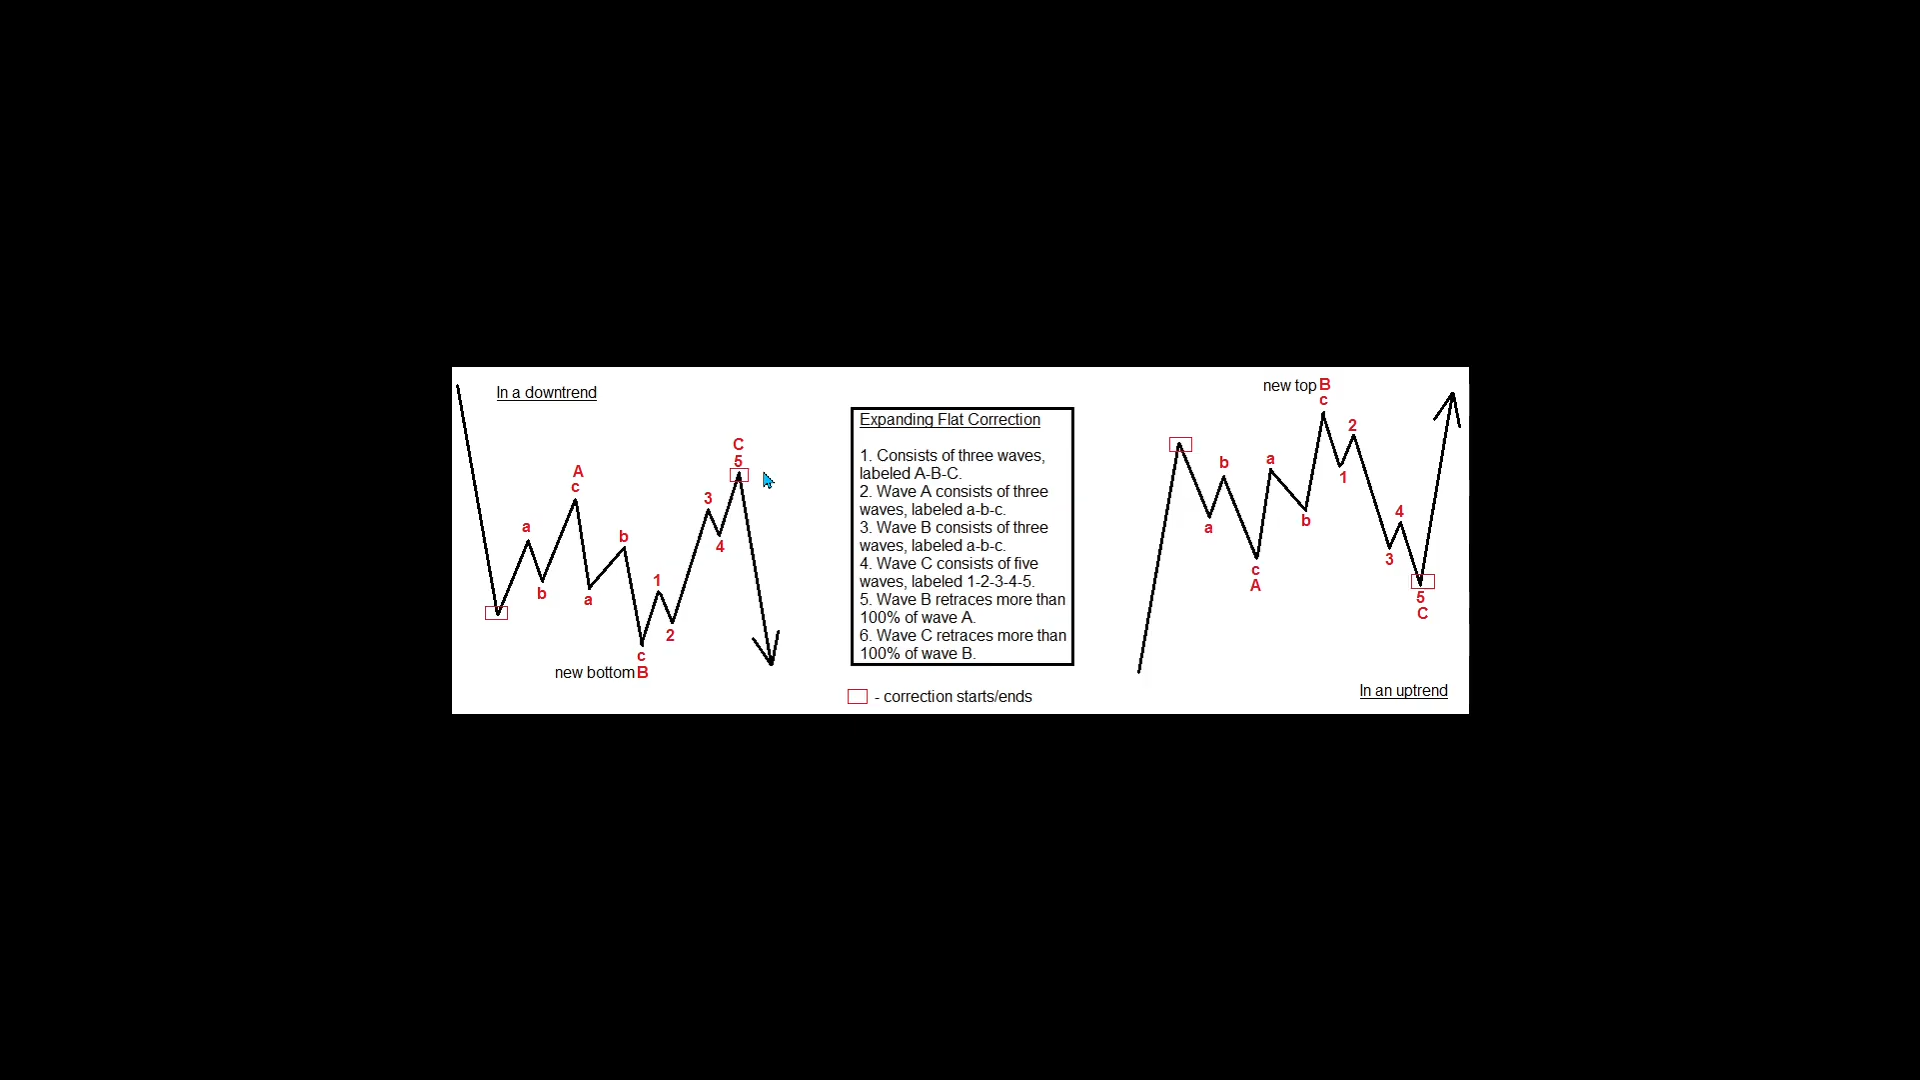 In a downtrend
A
c
a
b
a
b
new bottom
c
B
1
2
3
4
C
5
Expanding Flat Correction
1. Consists of three waves,
labeled A-B-C.
2. Wave A consists of three
waves, labeled a-b-c.
3. Wave B consists of three
waves, labeled a-b-c.
4. Wave C consists of five
waves, labeled 1-2-3-4-5.
5. Wave B retraces more than
100% of wave A.
6. Wave C retraces more than
100% of wave B.
- correction starts/ends
new top B
c
a
b
c
A
a
b
1
2
3
4
5
C
In an uptrend